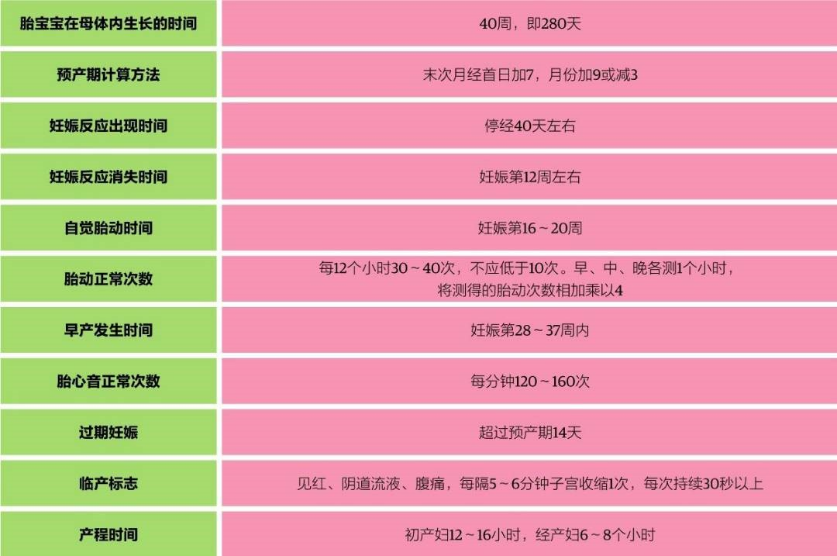 胎宝宝在母体内生长的时间
40周，即280天
预产期计算方法
末次月经首日加7，月份加9或减3
妊娠反应出现时间
停经40天左右
妊娠反应消失时间
妊娠第12周左右
自觉胎动时间
妊娠第16～20周
胎动正常次数
每12个小时30～40次，不应低于10次。早、中、晚各测1个小时，
将测得的胎动次数相加乘以4
早产发生时间
妊娠第28～37周内
胎心音正常次数
每分钟120～160次
过期妊娠
超过预产期14天
临产标志
见红、阴道流液、腹痛，每隔5～6分钟子宫收缩1次，每次持续30秒以上
产程时间
初产妇12～16小时，经产妇6～8个小时